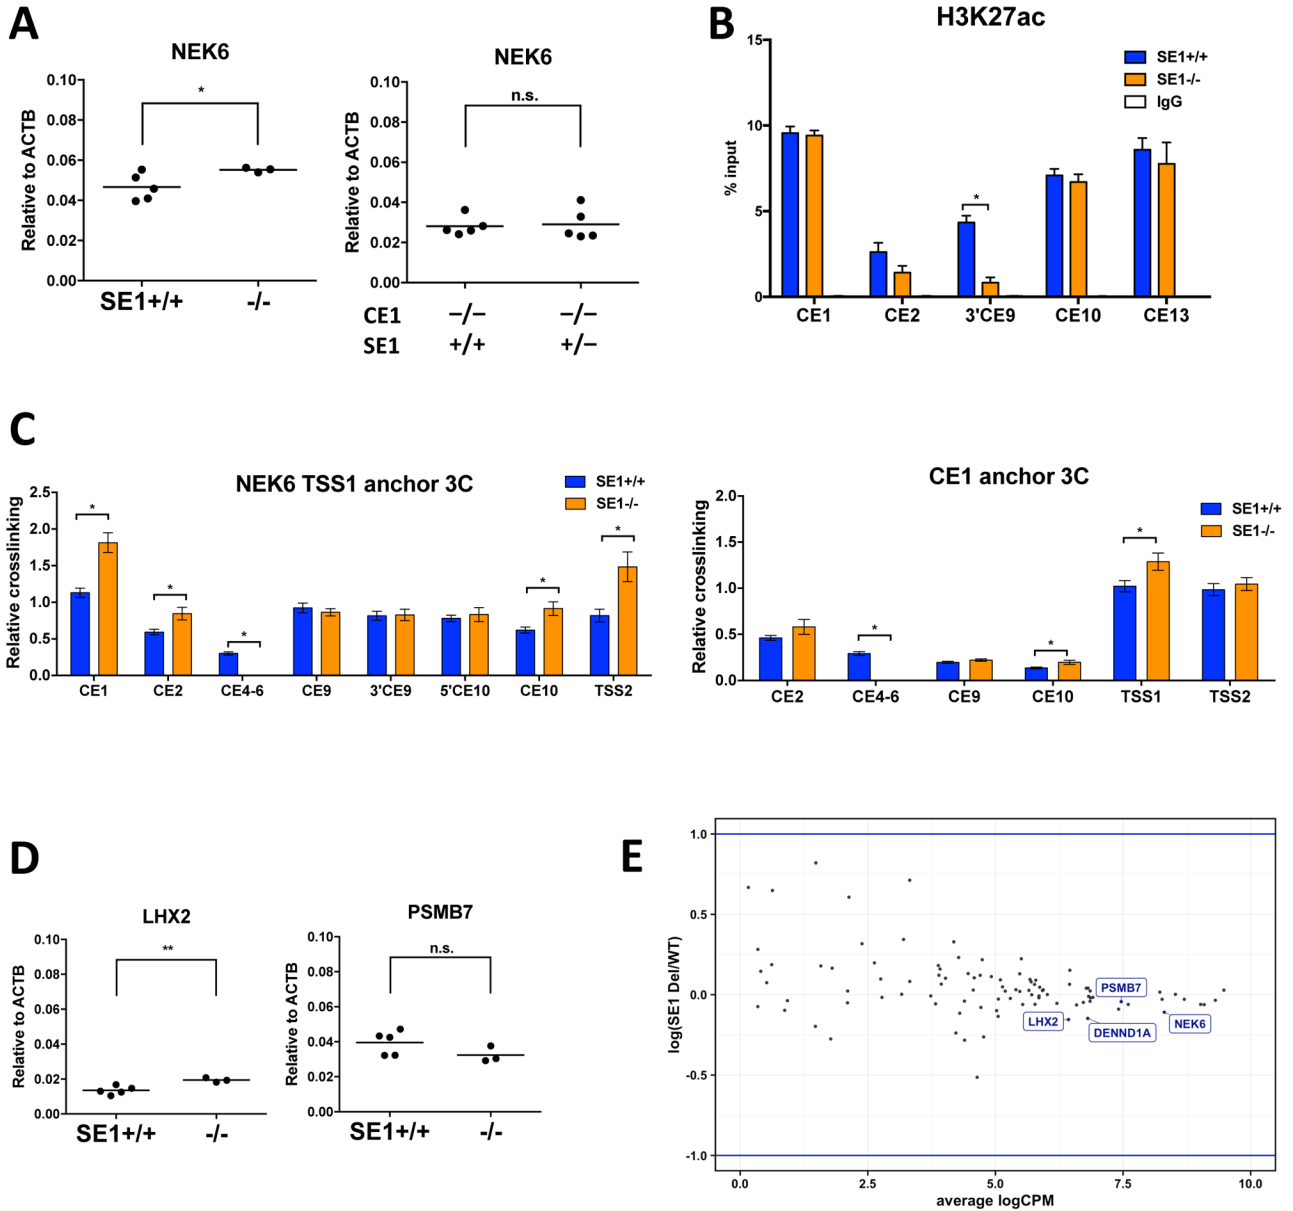 A
NEK6
0.10
0.08
0.06
0.04
0.02
0.00
Relative to ACTB
*
SE1+/+
-/-
NEK6
0.10
0.08
0.06
0.04
0.02
0.00
Relative to ACTB
n.s.
CE1 –/– –/–
SE1 +/+ +/–
B
H3K27ac
15
10
5
0
% input
SE1+/+
SE1-/-
IgG
*
CE1 CE2 3'CE9 CE10 CE13
C
NEK6 TSS1 anchor 3C
SE1+/+
SE1-/-
2.5
2.0
1.5
1.0
0.5
0.0
Relative crosslinking
* * * * *
CE1 CE2 CE4-6 CE9 3'CE9 5'CE10 CE10 TSS2
CE1 anchor 3C
SE1+/+
SE1-/-
2.0
1.5
1.0
0.5
0.0
Relative crosslinking
* * *
CE2 CE4-6 CE9 CE10 TSS1 TSS2
D
LHX2
0.10
0.08
0.06
0.04
0.02
0.00
Relative to ACTB
**
SE1+/+
-/-
PSMB7
0.10
0.08
0.06
0.04
0.02
0.00
Relative to ACTB
n.s.
SE1+/+
-/-
E
1.0
0.5
0.0
-0.5
-1.0
log(SE1 Del/WT)
PSMB7
LHX2
DENND1A
NEK6
0.0 2.5 5.0 7.5 10.0
average logCPM